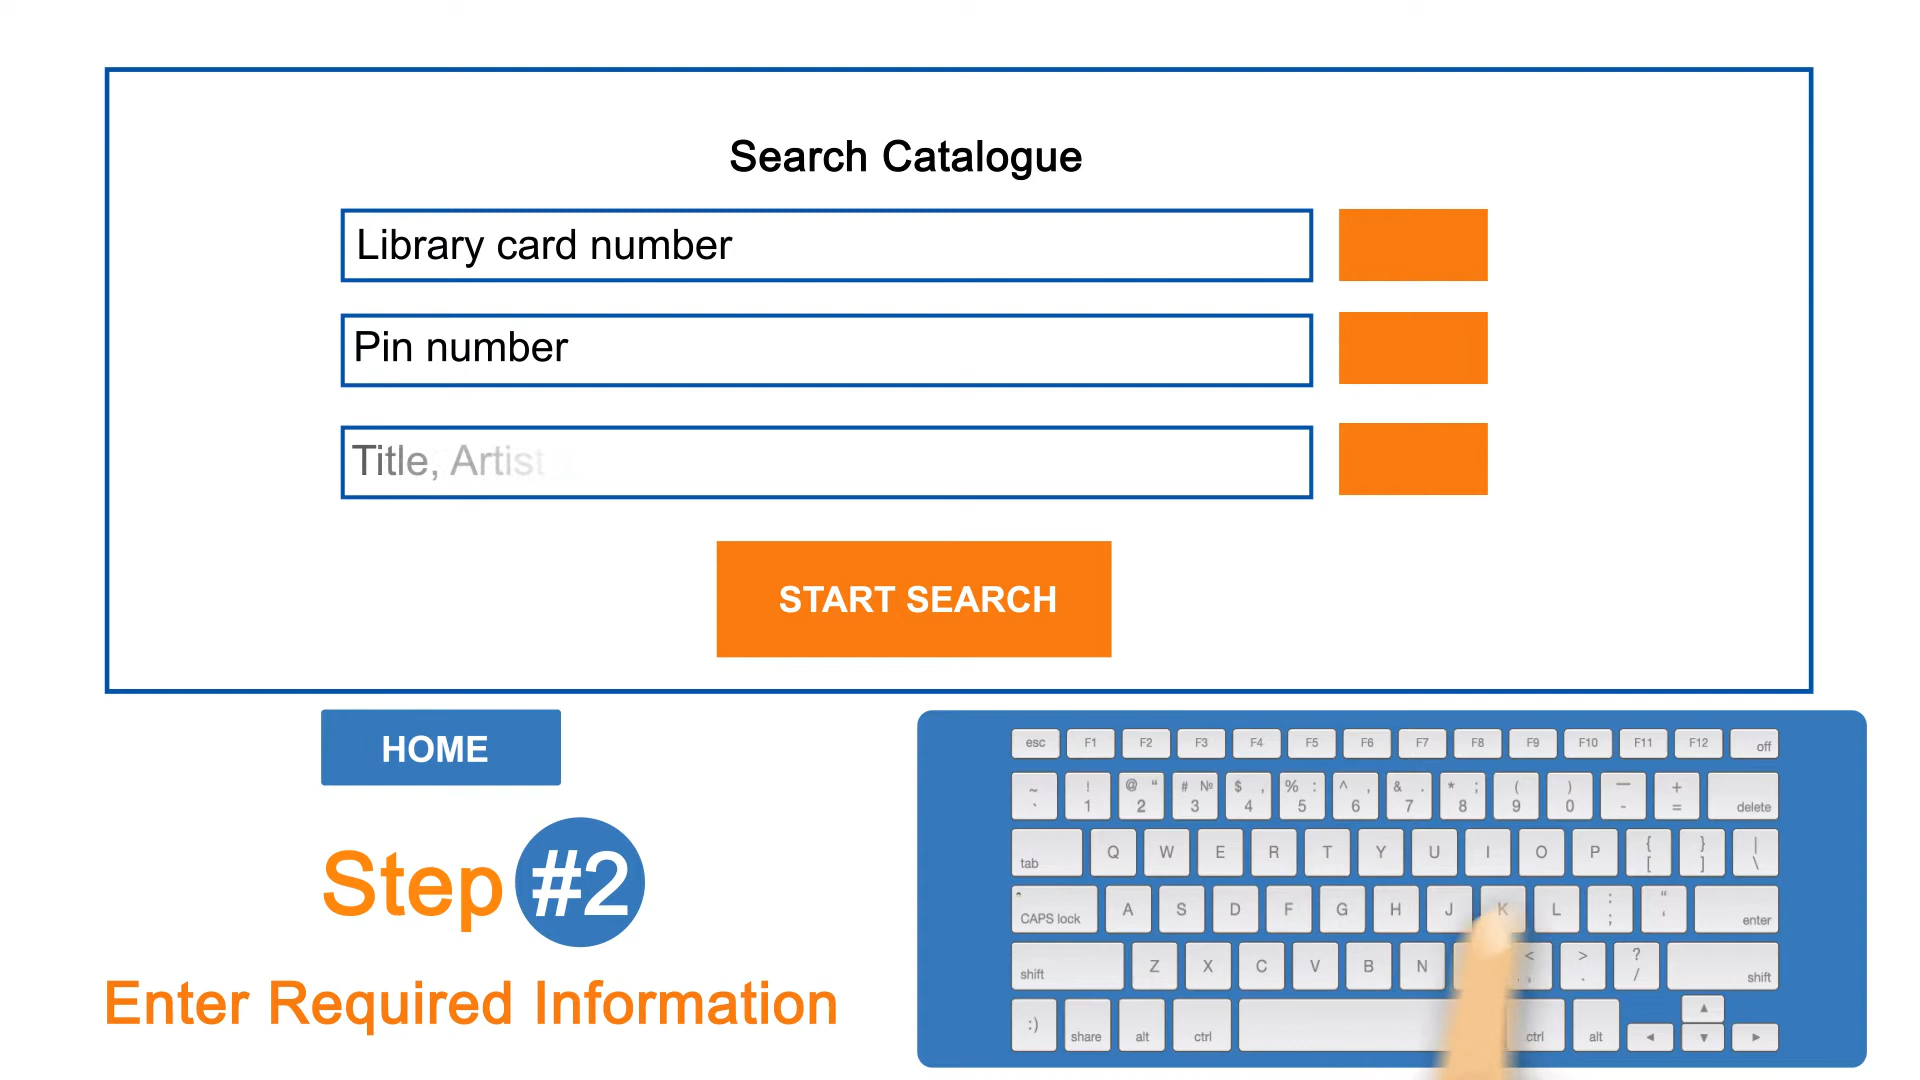 Search Catalogue
Library card number
Pin number
Title, Artist
START SEARCH
HOME
Step #2
Enter Required Information
esc F1 F2 F3 F4 F5 F6 F7 F8 F9 F10 F11 F12 off
~ ! @ “ # № $ , % : ^ , & . * ; ( ) — +
` 1 2 3 4 5 6 7 8 9 0 - = delete
tab Q W E R T Y U I O P { [ } ] | \
CAPS lock A S D F G H J K L : ; “ ‘ enter
shift Z X C V B N < , > . ? / shift
:) share alt ctrl ctrl alt ◄ ▲ ▼ ►